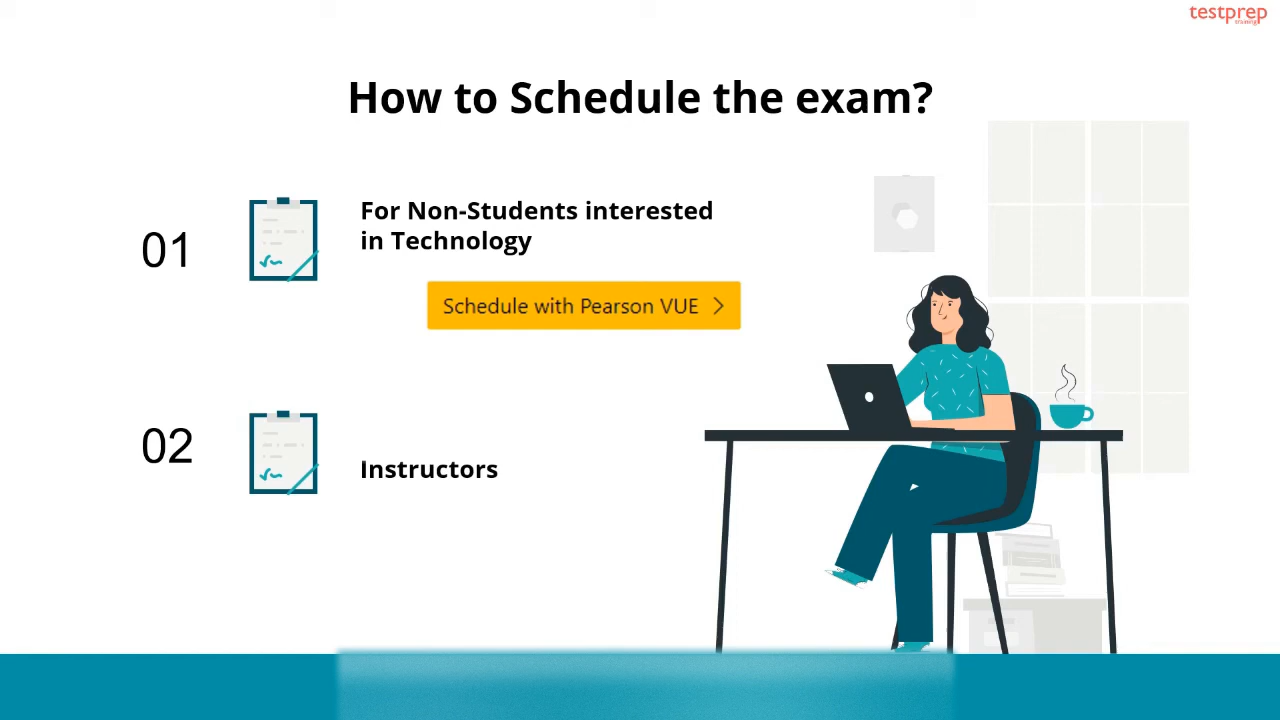 testprep
training
How to Schedule the exam?
01
For Non-Students interested
in Technology
Schedule with Pearson VUE
02
Instructors